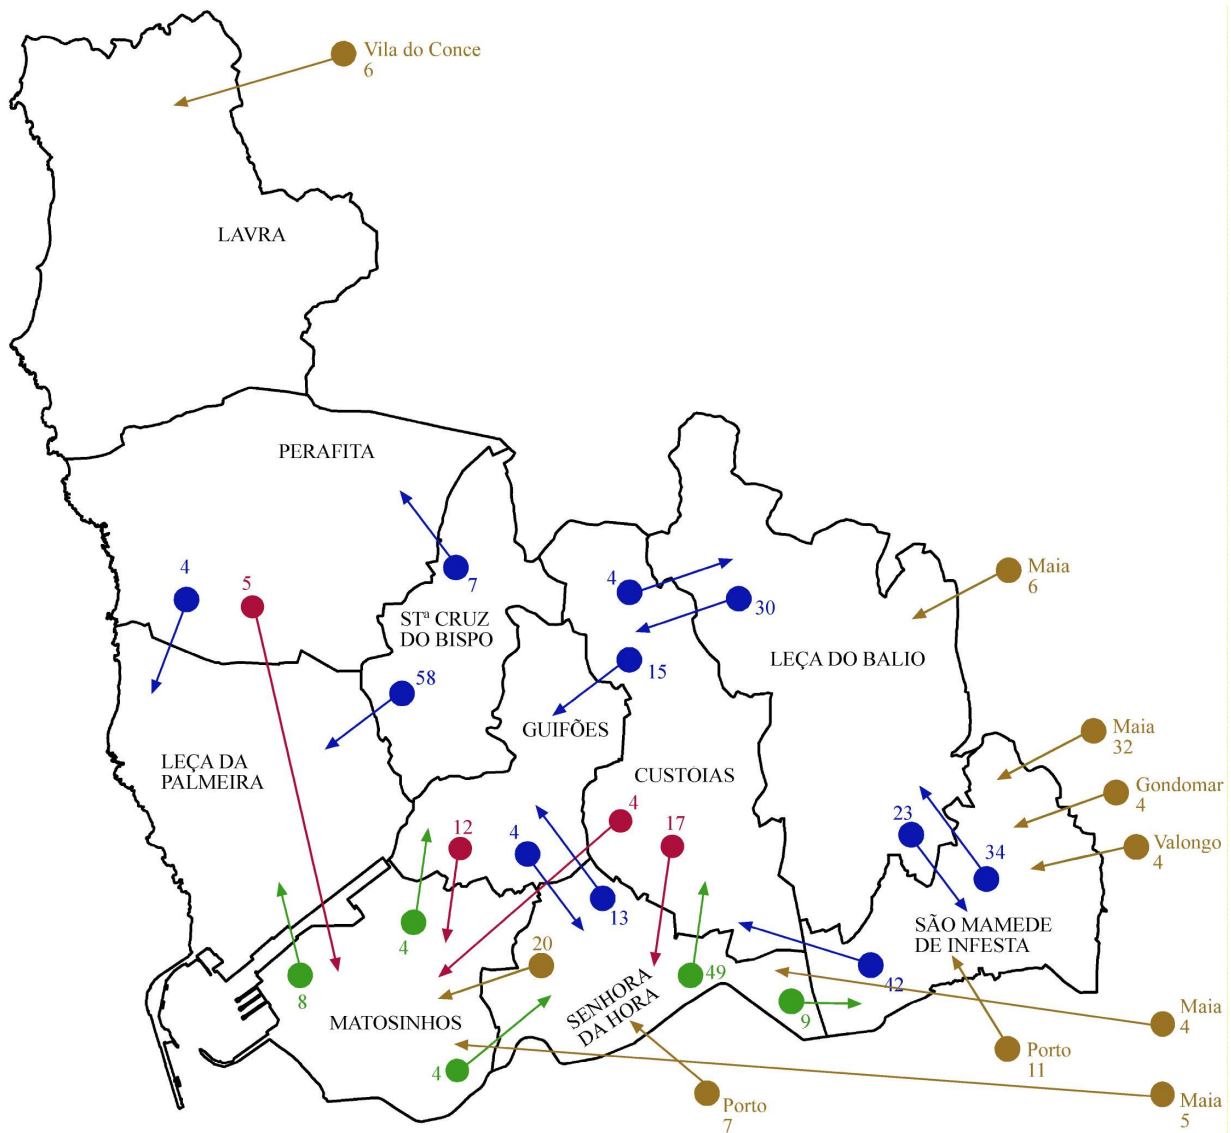 Vila do Conce
6
LAVRA
PERAFITA
4
5
7
STª CRUZ
DO BISPO
58
4
30
15
Maia
6
LEÇA DO BALIO
GUIFÕES
LEÇA DA
PALMEIRA
CUSTOIAS
Maia
32
Gondomar
4
Valongo
4
12
4
4
17
23
34
13
4
SÃO MAMEDE
DE INFESTA
20
8
49
42
9
SENHORA
DA HORA
MATOSINHOS
4
Maia
4
Porto
11
Porto
7
Maia
5